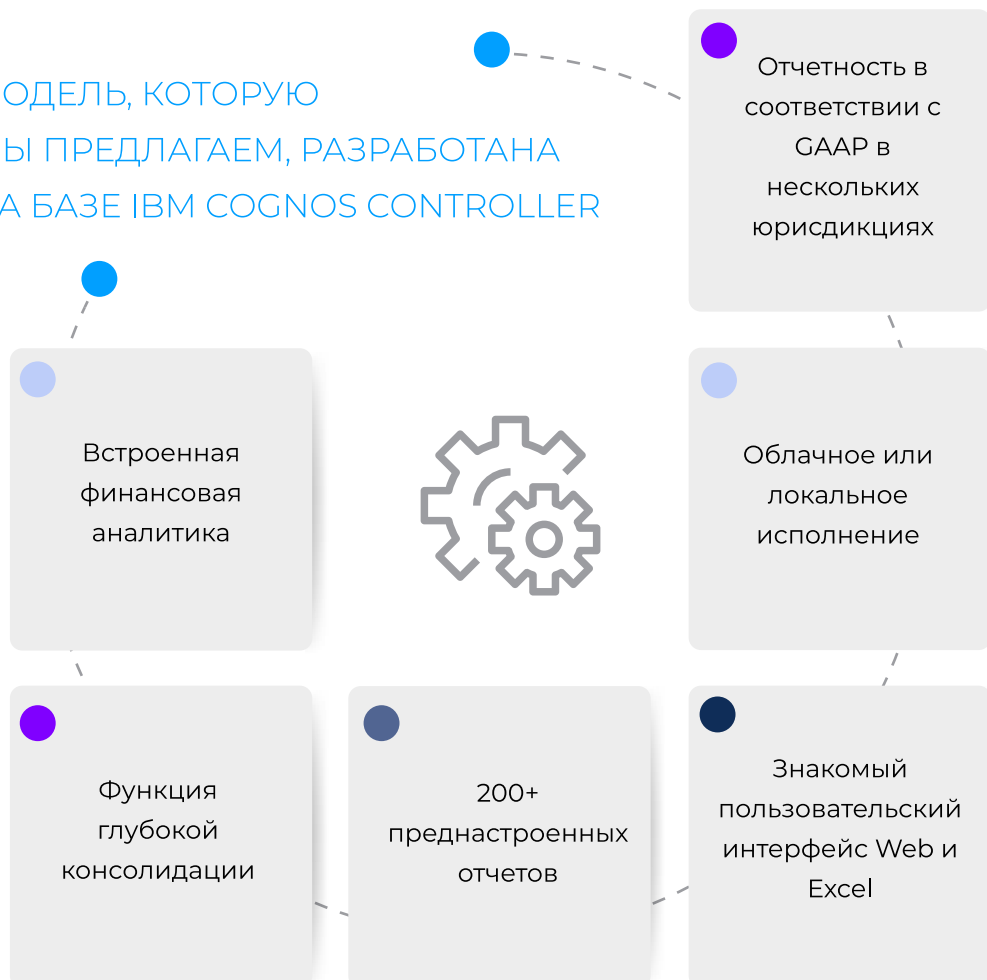 ОДЕЛЬ, КОТОРУЮ
Ы ПРЕДЛАГАЕМ, РАЗРАБОТАНА
А БАЗЕ IBM COGNOS CONTROLLER
Отчетность в
соответствии с
GAAP в
нескольких
юрисдикциях
Встроенная
финансовая
аналитика
Облачное или
локальное
исполнение
Функция
глубокой
консолидации
200+
преднастроенных
отчетов
Знакомый
пользовательский
интерфейс Web и
Excel